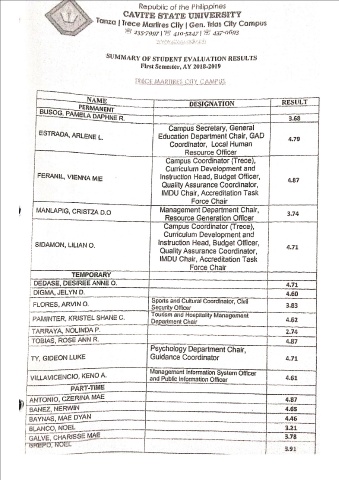 Republic of the Philippines
CAVITE STATE UNIVERSITY
Tanza | Trece Martires City | Gen. Trias City Campus
SUMMARY OF STUDENT EVALUATION RESULTS
First Semester, AY 2018-2019
TRECE MARTIRES CITY CAMPUS
NAME DESIGNATION RESULT
PERMANENT
BUSOG, PAMELA DAPHNE R. 3.68
ESTRADA, ARLENE L. Campus Secretary, General
Education Department Chair, GAD
Coordinator, Local Human
Resource Officer 4.79
FERANIL, VIENNA MIE Campus Coordinator (Trece),
Curriculum Development and
Instruction Head, Budget Officer,
Quality Assurance Coordinator,
IMDU Chair, Accreditation Task
Force Chair 4.87
MANLAPIG, CRISTZA D.O Management Department Chair,
Resource Generation Officer 3.74
SIDAMON, LILIAN O. Campus Coordinator (Trece),
Curriculum Development and
Instruction Head, Budget Officer,
Quality Assurance Coordinator,
IMDU Chair, Accreditation Task
Force Chair 4.71
TEMPORARY
DEDASE, DESIREE ANNE O. 4.71
DIGMA, JELYN D. 4.60
FLORES, ARVIN O. Sports and Cultural Coordinator, Civil
Security Officer 3.83
PAMINTER, KRISTEL SHANE C. Tourism and Hospitality Management
Department Chair 4.62
TARRAYA, NOLINDA P. 2.74
TOBIAS, ROSE ANN R. 4.87
TY, GIDEON LUKE Psychology Department Chair,
Guidance Coordinator 4.71
VILLAVICENCIO, KENO A. Management Information System Officer
and Public Information Officer 4.61
PART-TIME
ANTONIO, CZERINA MAE 4.87
BAÑEZ, NERWIN 4.65
BAYNAS, MAE DYAN 4.46
BLANCO, NOEL 3.21
GALVE, CHARISSE MAE 3.78
NOEL 3.91